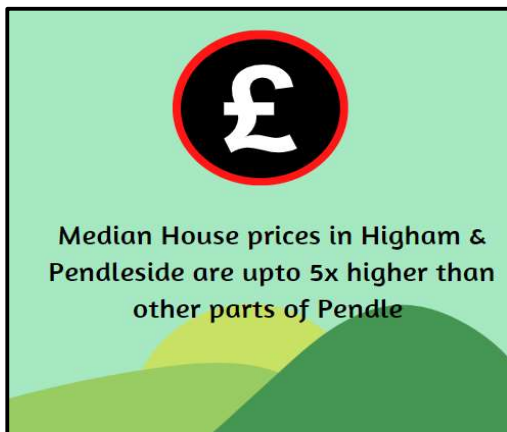 £
Median House prices in Higham &
Pendleside are upto 5x higher than
other parts of Pendle